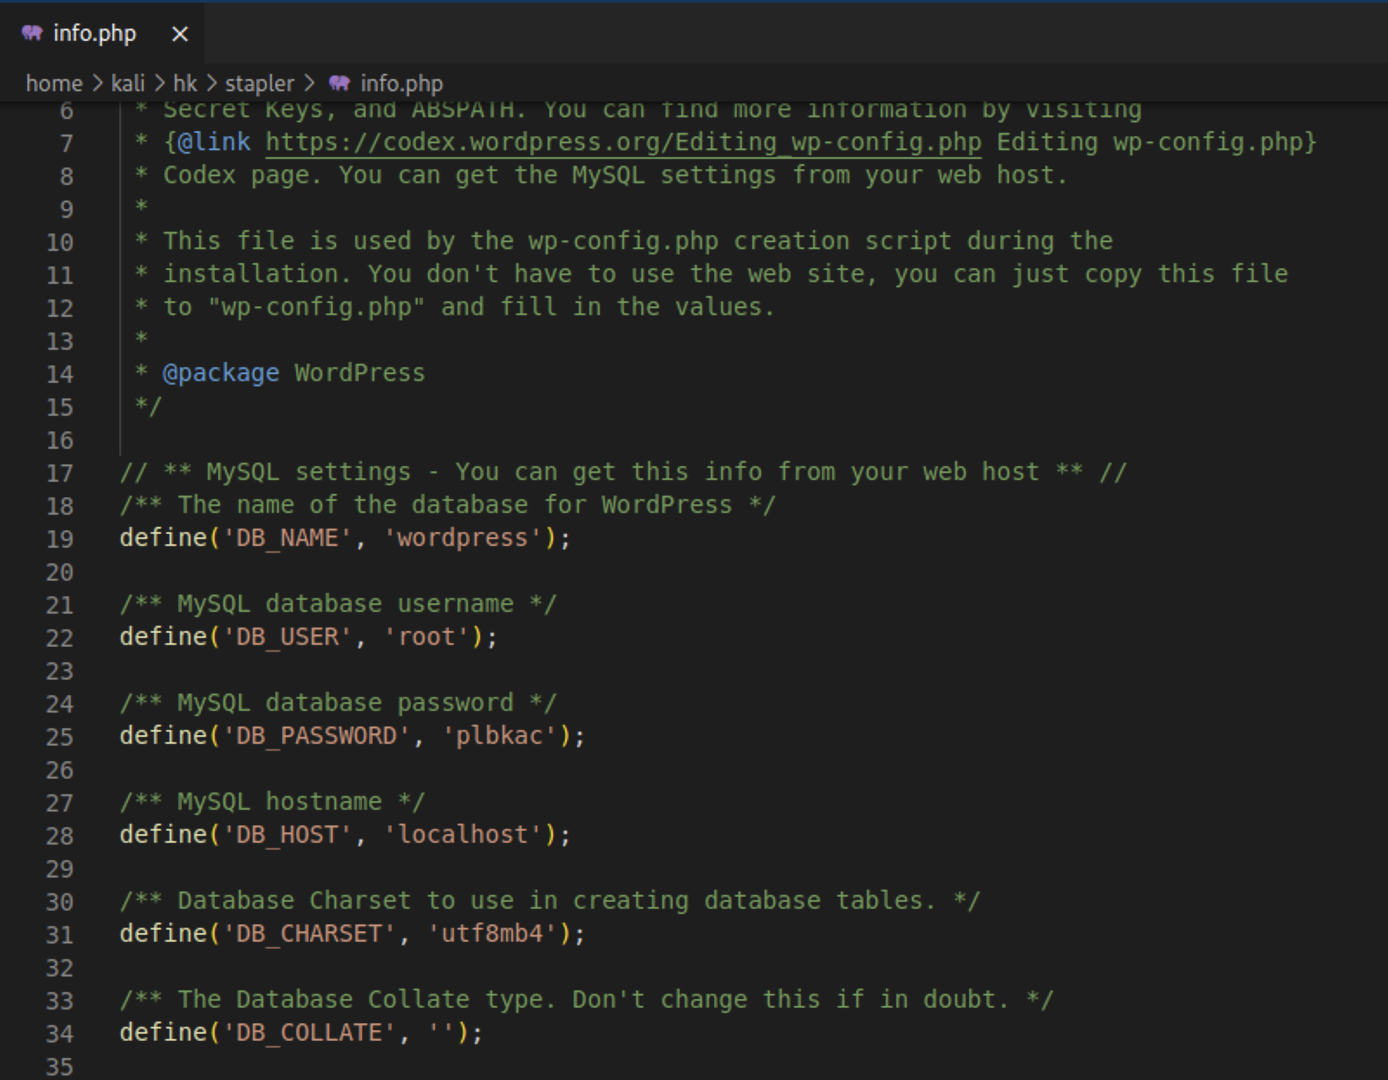 info.php
home > kali > hk > stapler > info.php
6 * Secret Keys, and ABSPATH. You can find more information by visiting
7 * {@link https://codex.wordpress.org/Editing_wp-config.php Editing wp-config.php}
8 * Codex page. You can get the MySQL settings from your web host.
9 *
10 * This file is used by the wp-config.php creation script during the
11 * installation. You don't have to use the web site, you can just copy this file
12 * to "wp-config.php" and fill in the values.
13 *
14 * @package WordPress
15 */
16
17 // ** MySQL settings - You can get this info from your web host ** //
18 /** The name of the database for WordPress */
19 define('DB_NAME', 'wordpress');
20
21 /** MySQL database username */
22 define('DB_USER', 'root');
23
24 /** MySQL database password */
25 define('DB_PASSWORD', 'plbkac');
26
27 /** MySQL hostname */
28 define('DB_HOST', 'localhost');
29
30 /** Database Charset to use in creating database tables. */
31 define('DB_CHARSET', 'utf8mb4');
32
33 /** The Database Collate type. Don't change this if in doubt. */
34 define('DB_COLLATE', '');
35